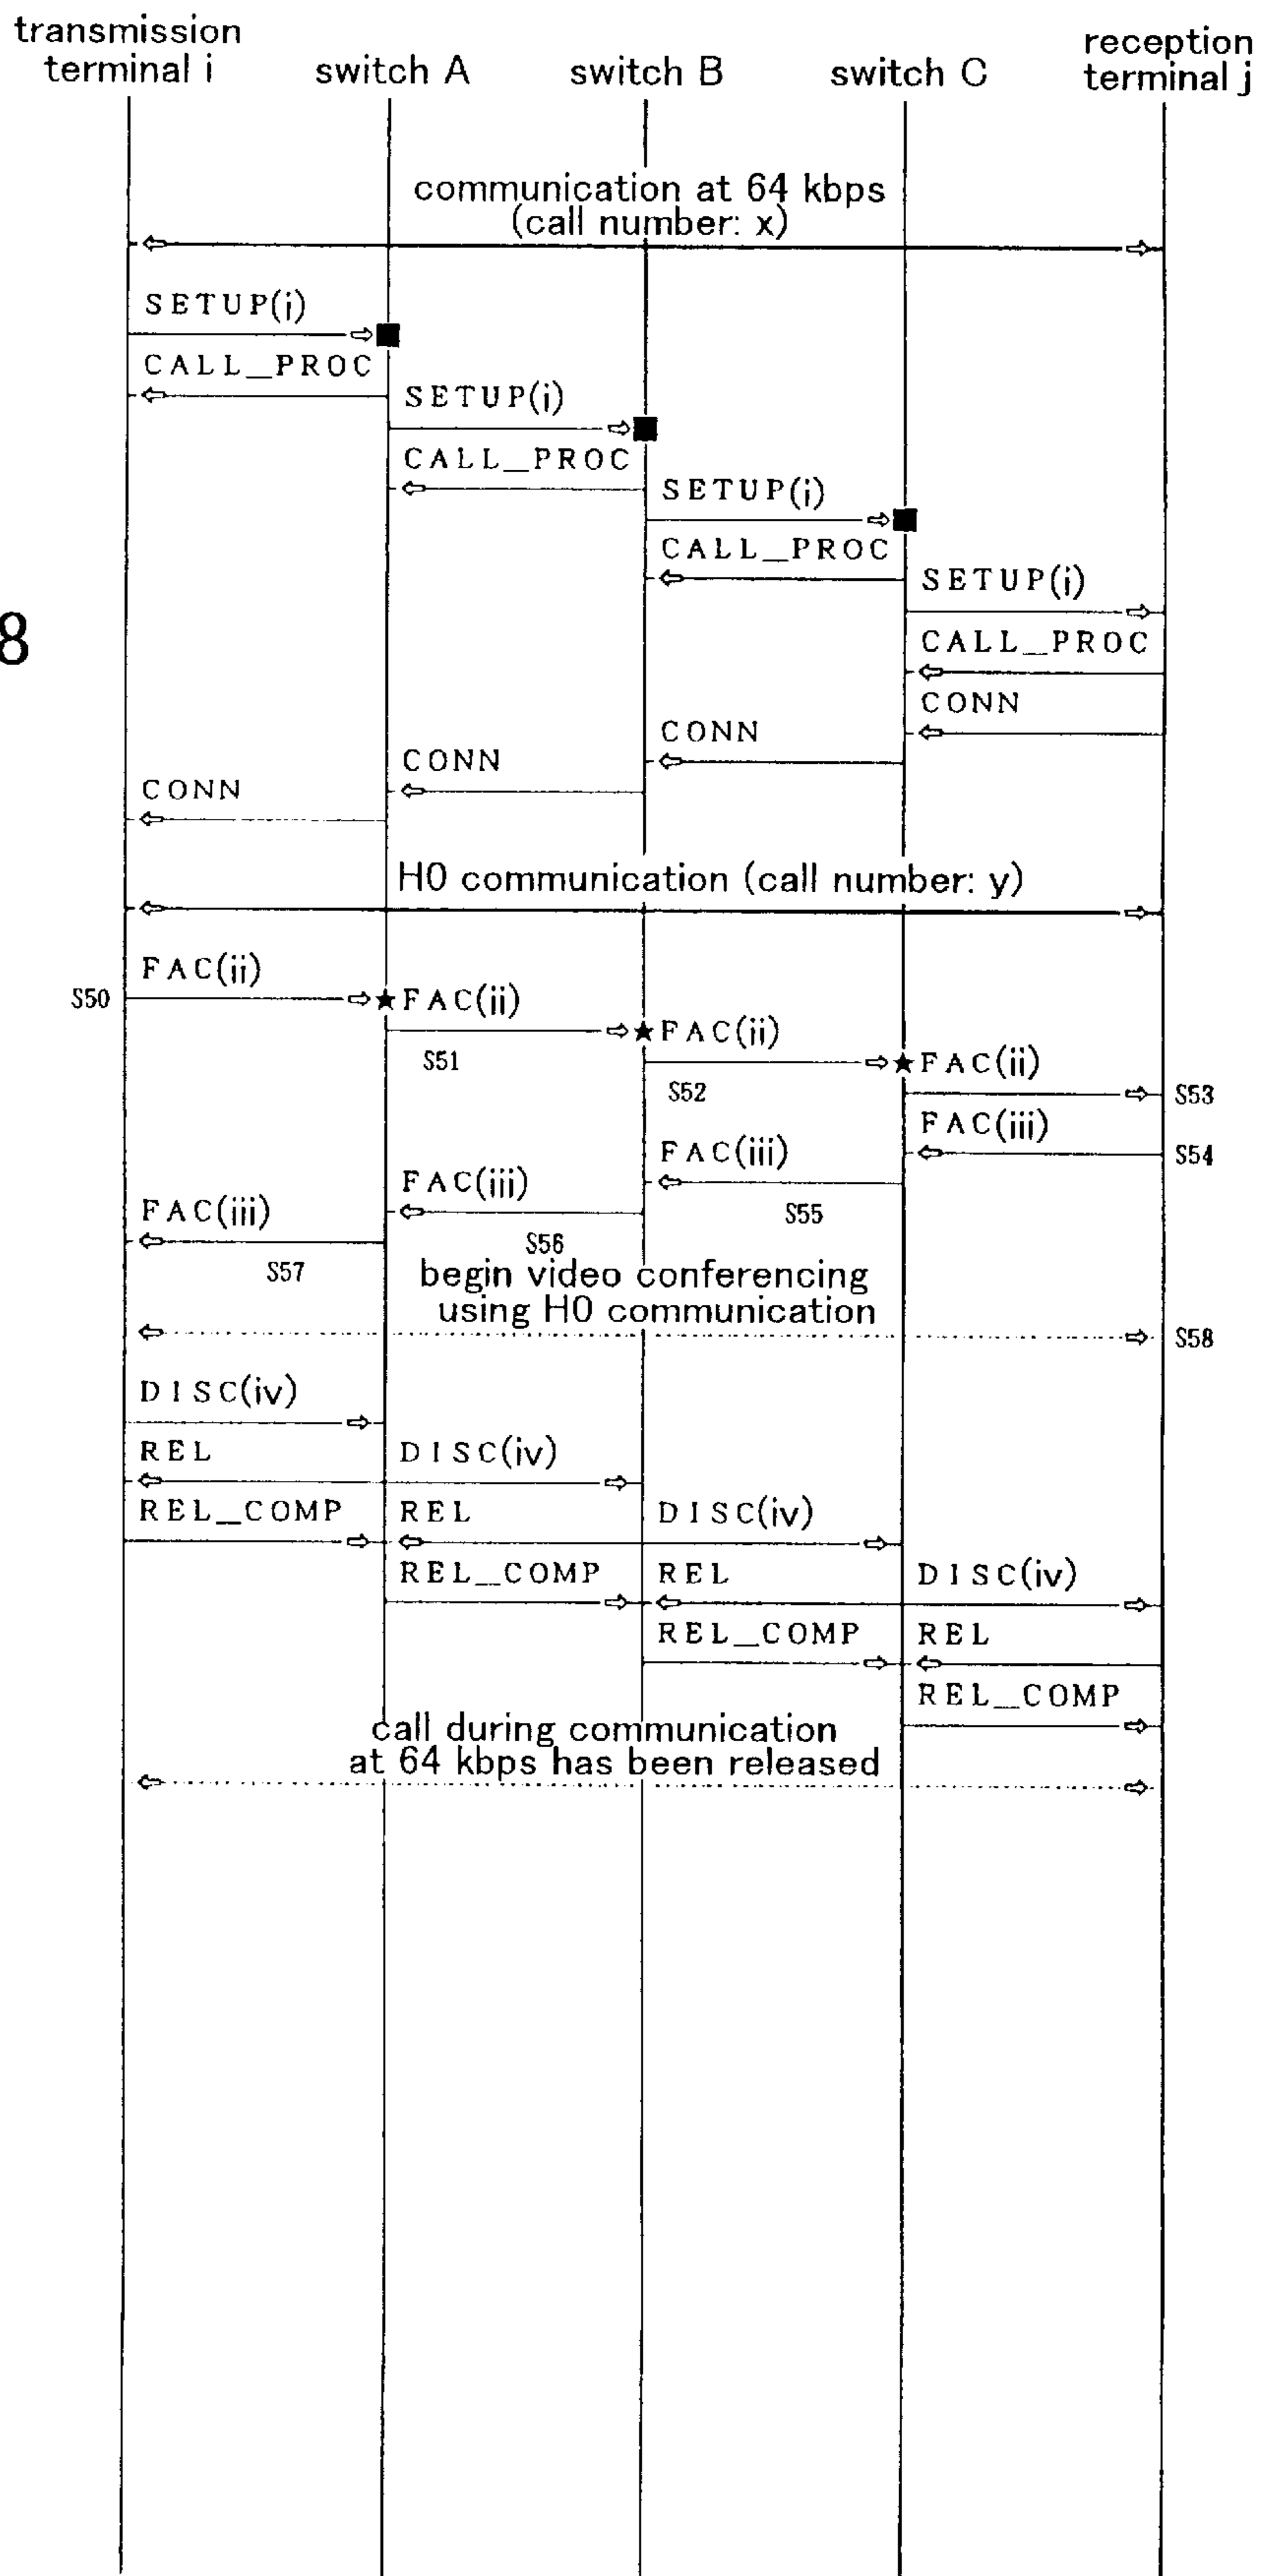 transmission
terminal i
switch A
switch B
switch C
reception
terminal j
communication at 64 kbps
(call number: x)
SETUP(i)
CALL_PROC
SETUP(i)
CALL_PROC
SETUP(i)
CALL_PROC
SETUP(i)
8
CALL_PROC
CONN
CONN
CONN
CONN
H0 communication (call number: y)
FAC(ii)
S50
FAC(ii)
FAC(ii)
S51
FAC(ii)
S52
S53
FAC(iii)
S54
FAC(iii)
FAC(iii)
S55
FAC(iii)
S56
S57
begin video conferencing
using H0 communication
S58
DISC(iv)
REL
DISC(iv)
REL_COMP
REL
DISC(iv)
REL_COMP
REL
DISC(iv)
REL_COMP
REL
REL_COMP
call during communication
at 64 kbps has been released